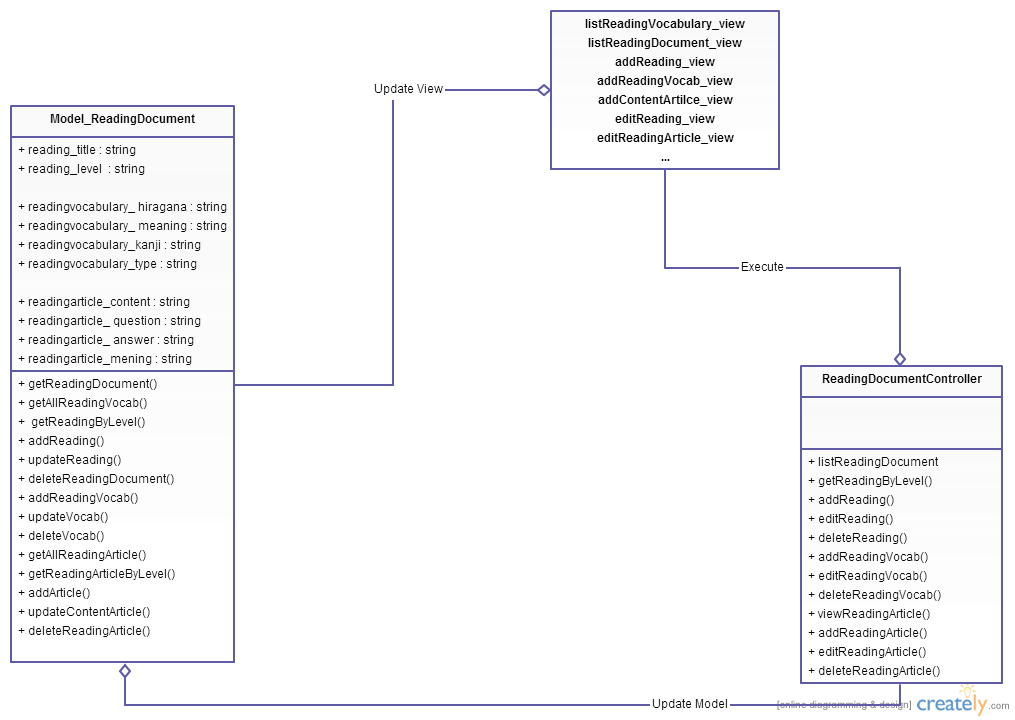 listReadingVocabulary_view
listReadingDocument_view
addReading_view
addReadingVocab_view
addContentArtilce_view
editReading_view
editReadingArticle_view
...
Update View
Model_ReadingDocument
+ reading_title : string
+ reading_level : string
+ readingvocabulary_ hiragana : string
+ readingvocabulary_ meaning : string
+ readingvocabulary_kanji : string
+ readingvocabulary_type : string
+ readingarticle_content : string
+ readingarticle_ question : string
+ readingarticle_ answer : string
+ readingarticle_mening : string
+ getReadingDocument()
+ getAllReadingVocab()
+ getReadingByLevel()
+ addReading()
+ updateReading()
+ deleteReadingDocument()
+ addReadingVocab()
+ updateVocab()
+ deleteVocab()
+ getAllReadingArticle()
+ getReadingArticleByLevel()
+ addArticle()
+ updateContentArticle()
+ deleteReadingArticle()
Execute
ReadingDocumentController
+ listReadingDocument
+ getReadingByLevel()
+ addReading()
+ editReading()
+ deleteReading()
+ addReadingVocab()
+ editReadingVocab()
+ deleteReadingVocab()
+ viewReadingArticle()
+ addReadingArticle()
+ editReadingArticle()
+ deleteReadingArticle()
Update Model
[online diagramming & design] creately.com